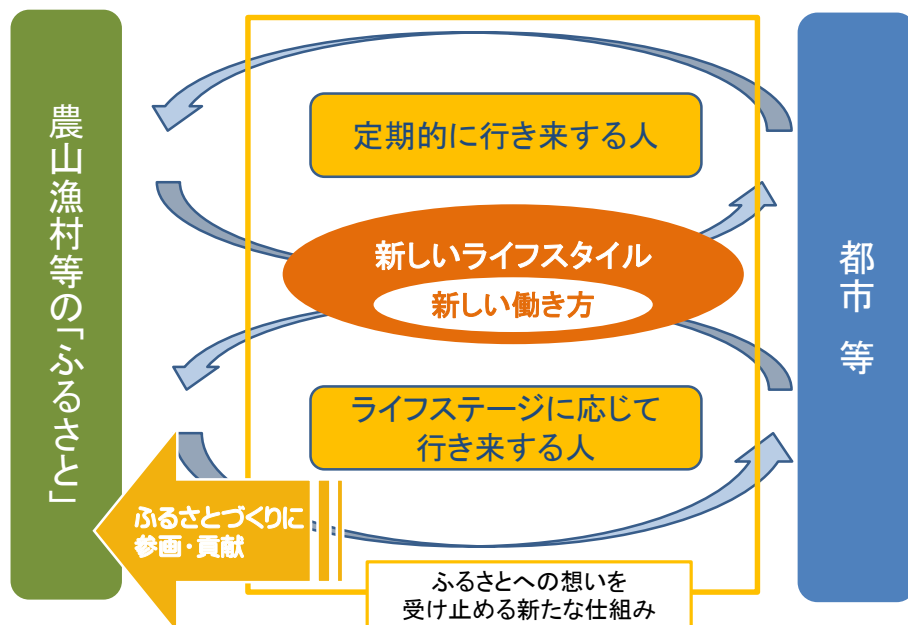 農山漁村等の「ふるさと」
定期的に行き来する人
新しいライフスタイル
新しい働き方
ライフステージに応じて
行き来する人
ふるさとづくりに
参画・貢献
ふるさとへの想いを
受け止める新たな仕組み
都市 等